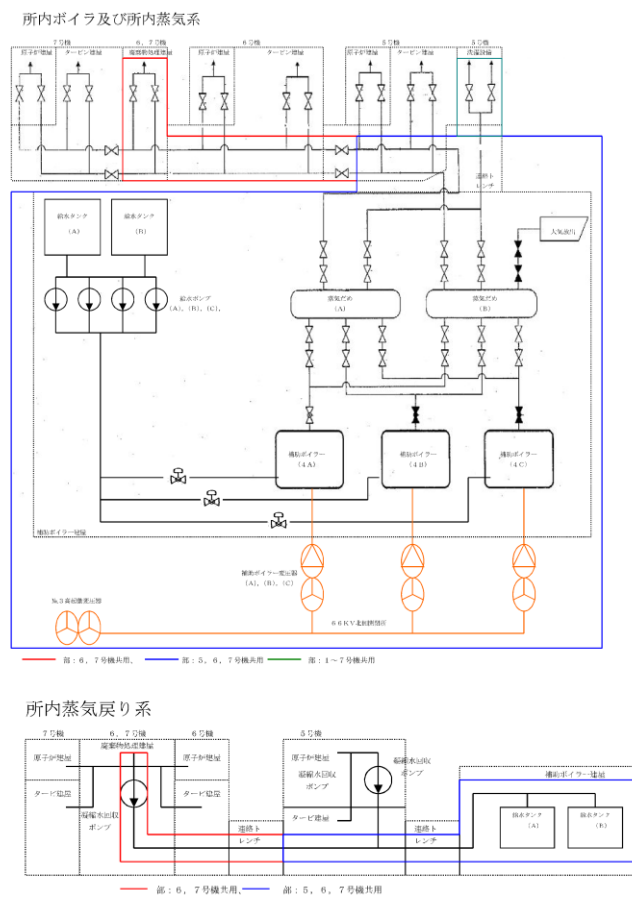 所内ボイラ及び所内蒸気系
7号機
6，7号機
6号機
5号機
5号機
原子炉建屋
タービン建屋
廃棄物処理建屋
原子炉建屋
タービン建屋
原子炉建屋
タービン建屋
洗濯設備
連絡ト
レンチ
給水タンク
(A)
給水タンク
(B)
大気放出
給水ポンプ
(A)，(B)，(C)，
蒸気だめ
(A)
蒸気だめ
(B)
補助ボイラー
(4A)
補助ボイラー
(4B)
補助ボイラー
(4C)
補助ボイラー建屋
補助ボイラー変圧器
(A)，(B)，(C)
№3高起動変圧器
66KV北側開閉所
部：6，7号機共用、
部：5，6，7号機共用
部：1～7号機共用
所内蒸気戻り系
7号機
6，7号機
廃棄物処理建屋
6号機
5号機
原子炉建屋
原子炉建屋
原子炉建屋
凝縮水回収
ポンプ
凝縮水回収
ポンプ
補助ボイラー建屋
タービ建屋
タービ建屋
凝縮水回収
ポンプ
タービ建屋
連絡ト
レンチ
連絡ト
レンチ
給水タンク
(A)
給水タンク
(B)
部：6，7号機共用、
部：5，6，7号機共用